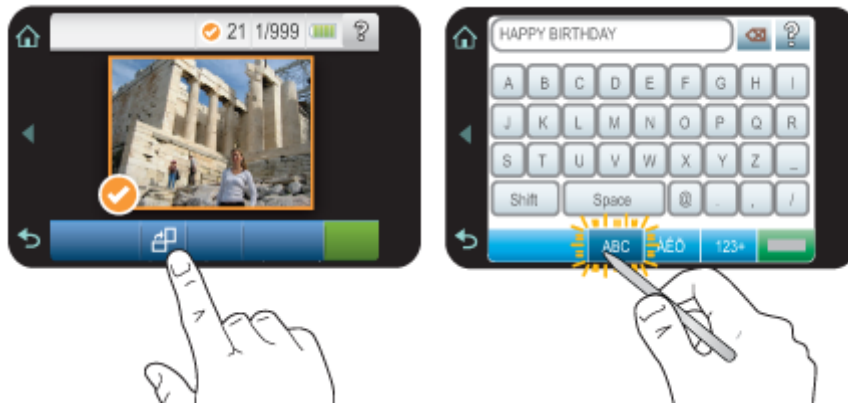 21 1/999
HAPPY BIRTHDAY
A B C D E F G H I
J K L M N O P Q R
S T U V W X Y Z _
Shift Space @ . , /
ABC ÀÉÕ 123+